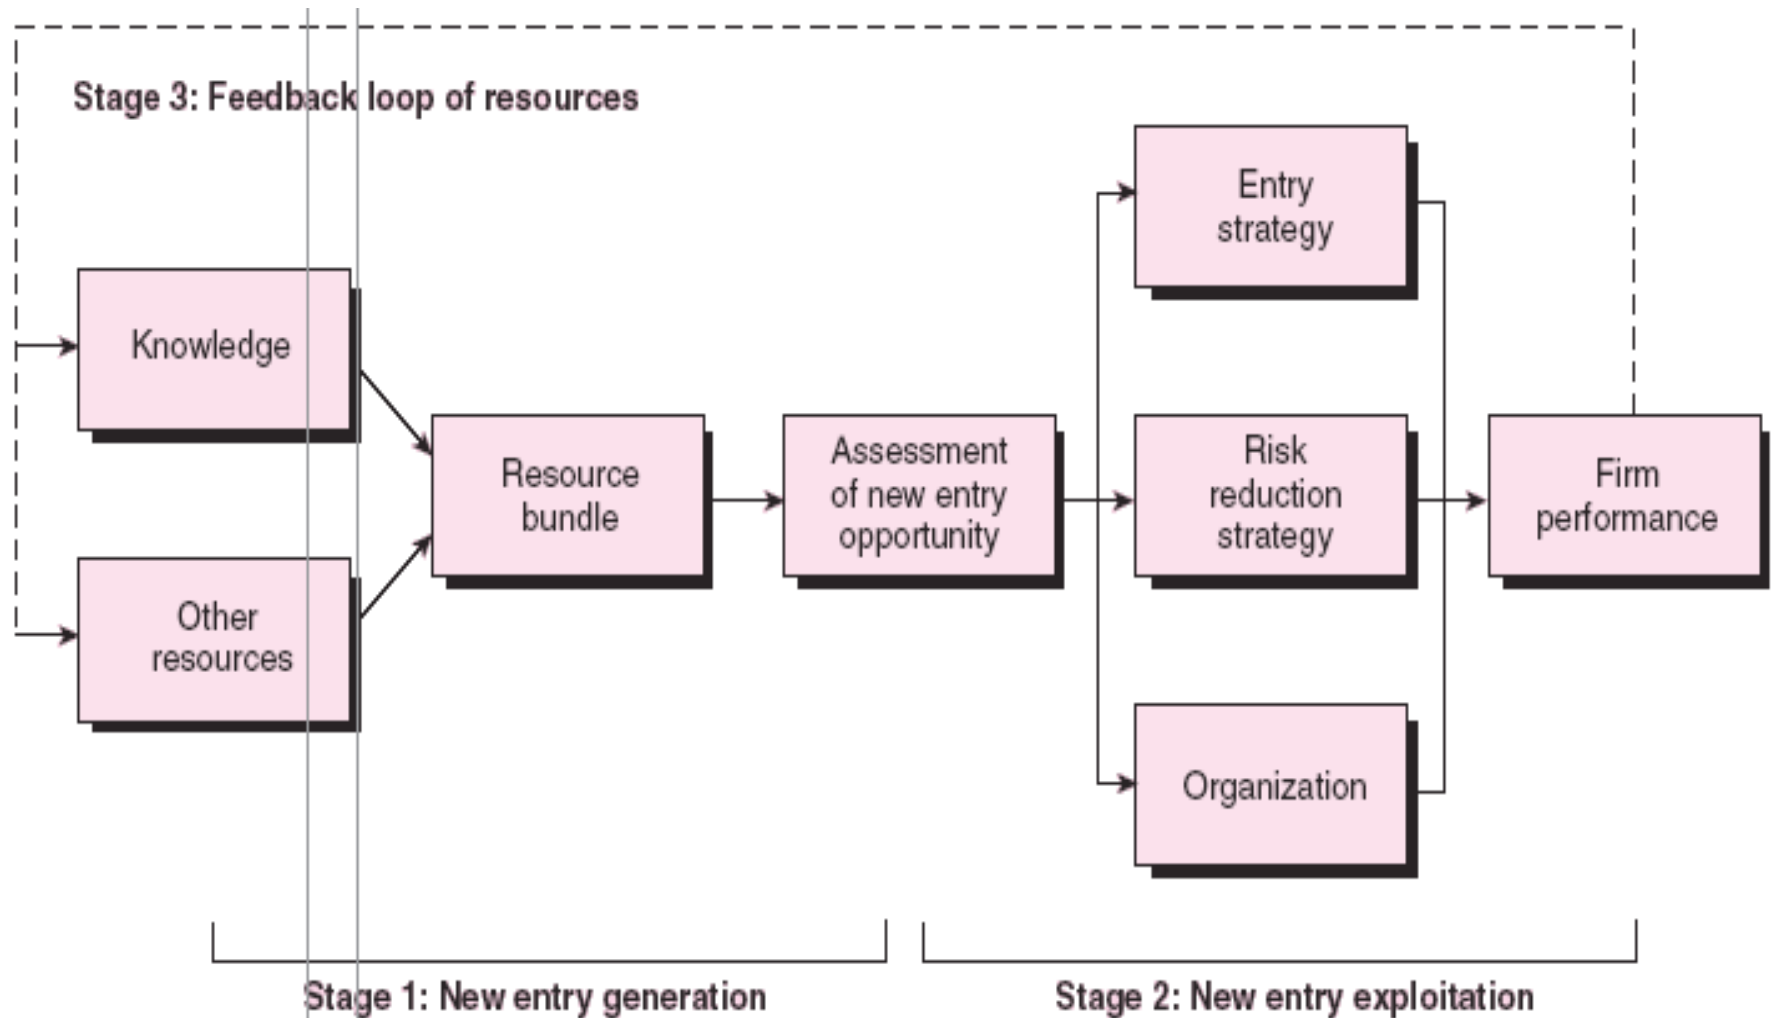 Stage 3: Feedback loop of resources
Entry
strategy
Knowledge
Resource
bundle
Assessment
of new entry
opportunity
Risk
reduction
strategy
Firm
performance
Other
resources
Organization
Stage 1: New entry generation
Stage 2: New entry exploitation